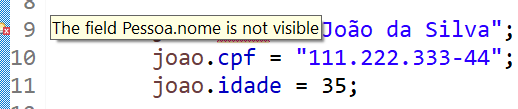 9 The field Pessoa.nome is not visible João da Silva";
10 joao.cpf = "111.222.333-44";
11 joao.idade = 35;